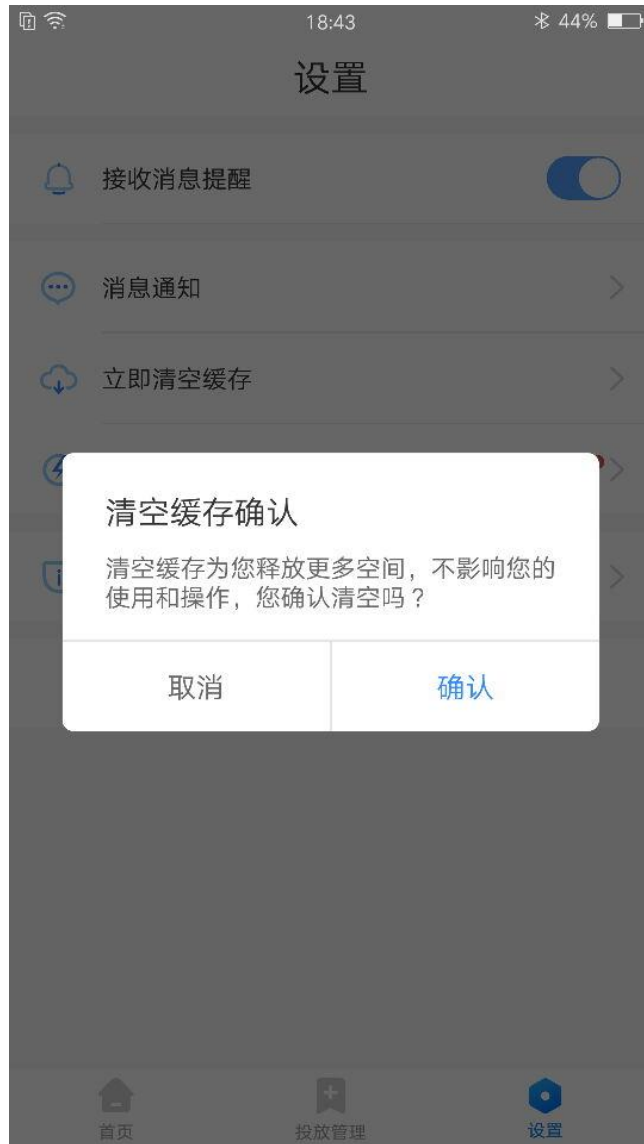 18:43
44%
设置
接收消息提醒
消息通知
立即清空缓存
清空缓存确认
清空缓存为您释放更多空间，不影响您的
使用和操作，您确认清空吗？
取消
确认
首页
投放管理
设置